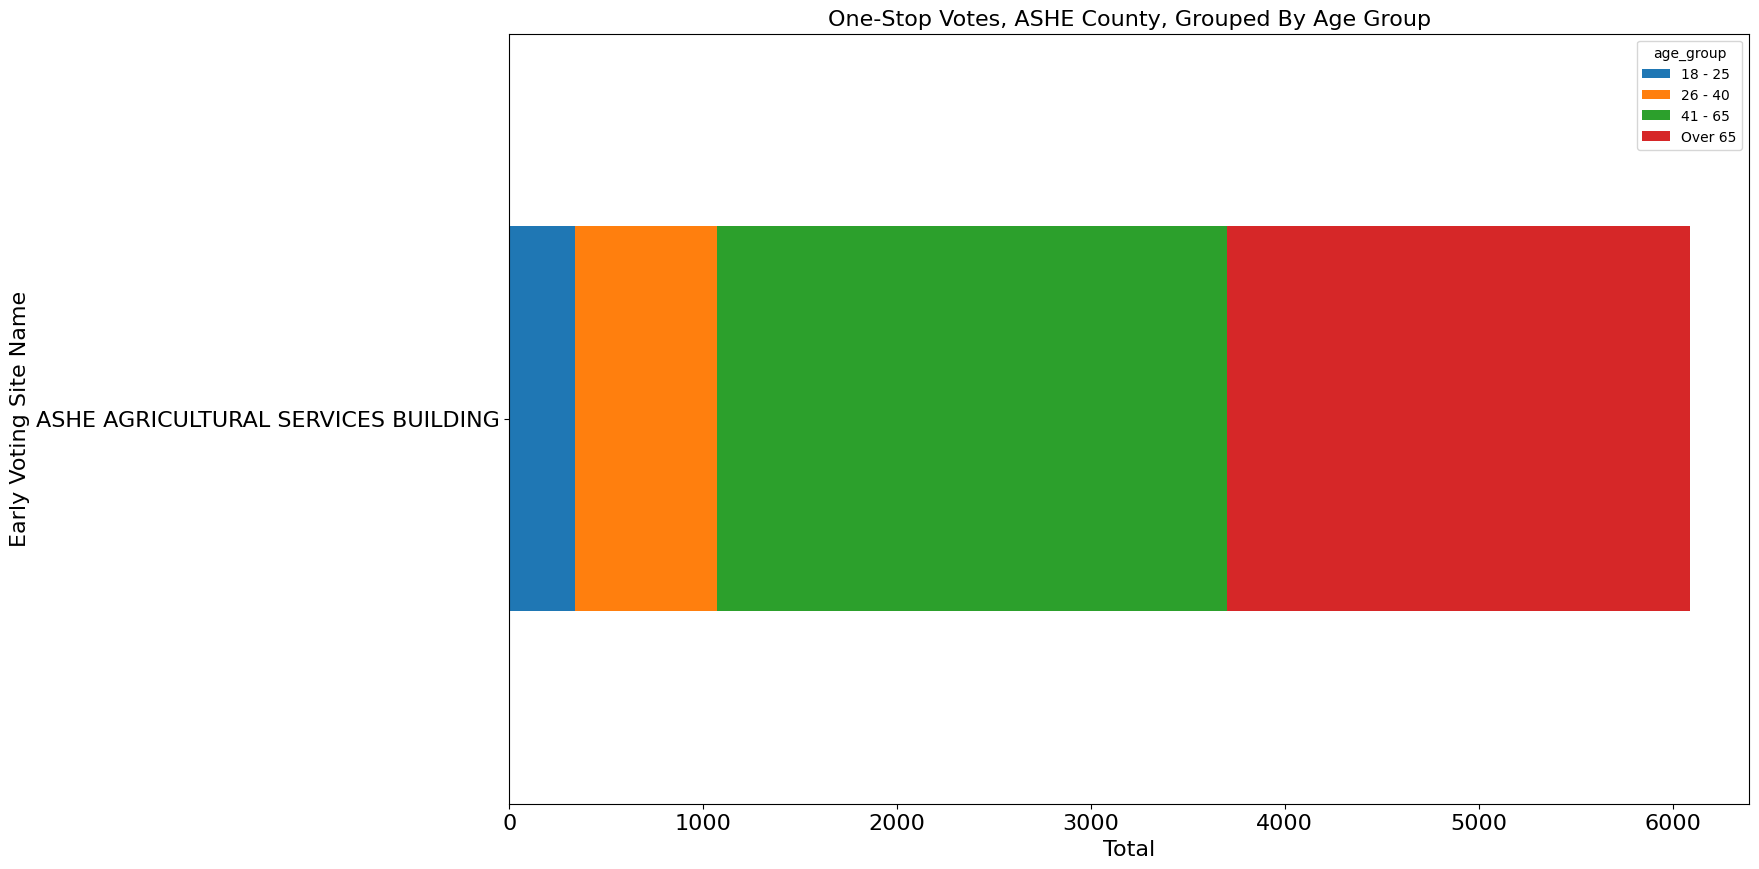 One-Stop Votes, ASHE County, Grouped By Age Group
age_group
18 - 25
26 - 40
41 - 65
Over 65
Early Voting Site Name
ASHE AGRICULTURAL SERVICES BUILDING
0 1000 2000 3000 4000 5000 6000
Total